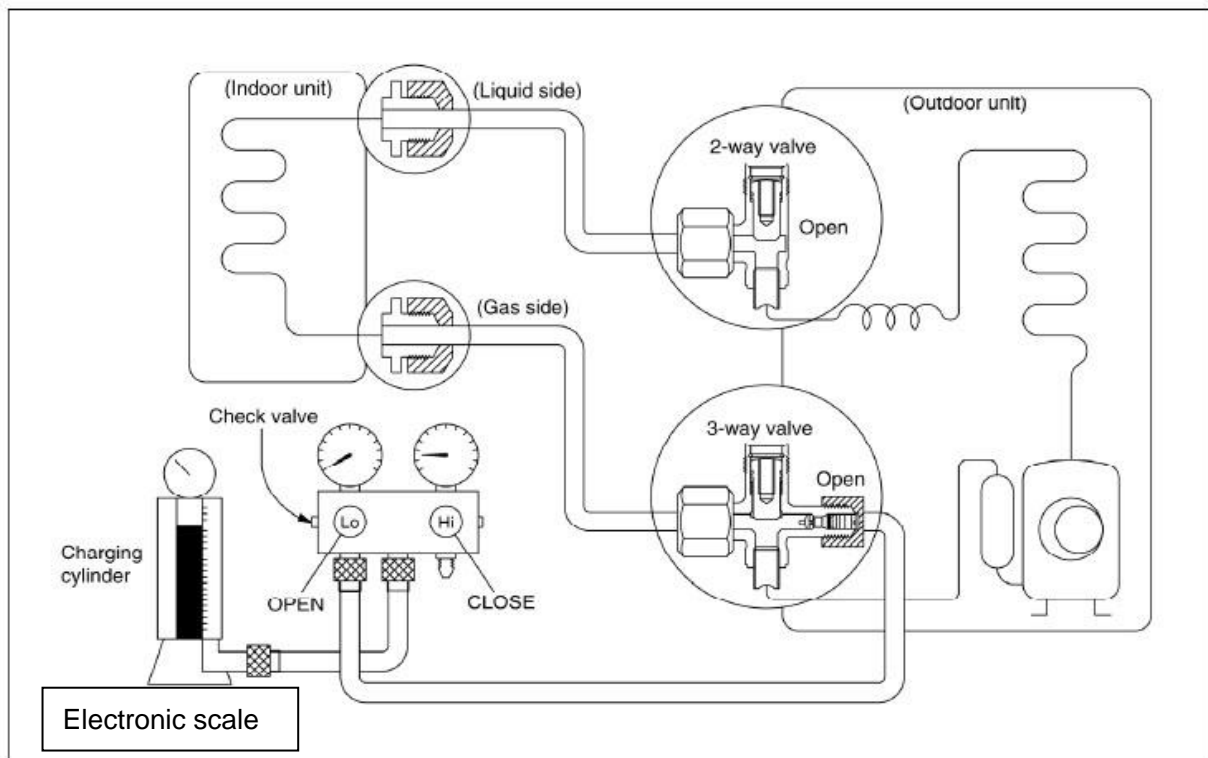 (Indoor unit)
(Liquid side)
(Outdoor unit)
2-way valve
Open
(Gas side)
3-way valve
Open
Check valve
Lo
Hi
Charging
cylinder
OPEN
CLOSE
Electronic scale